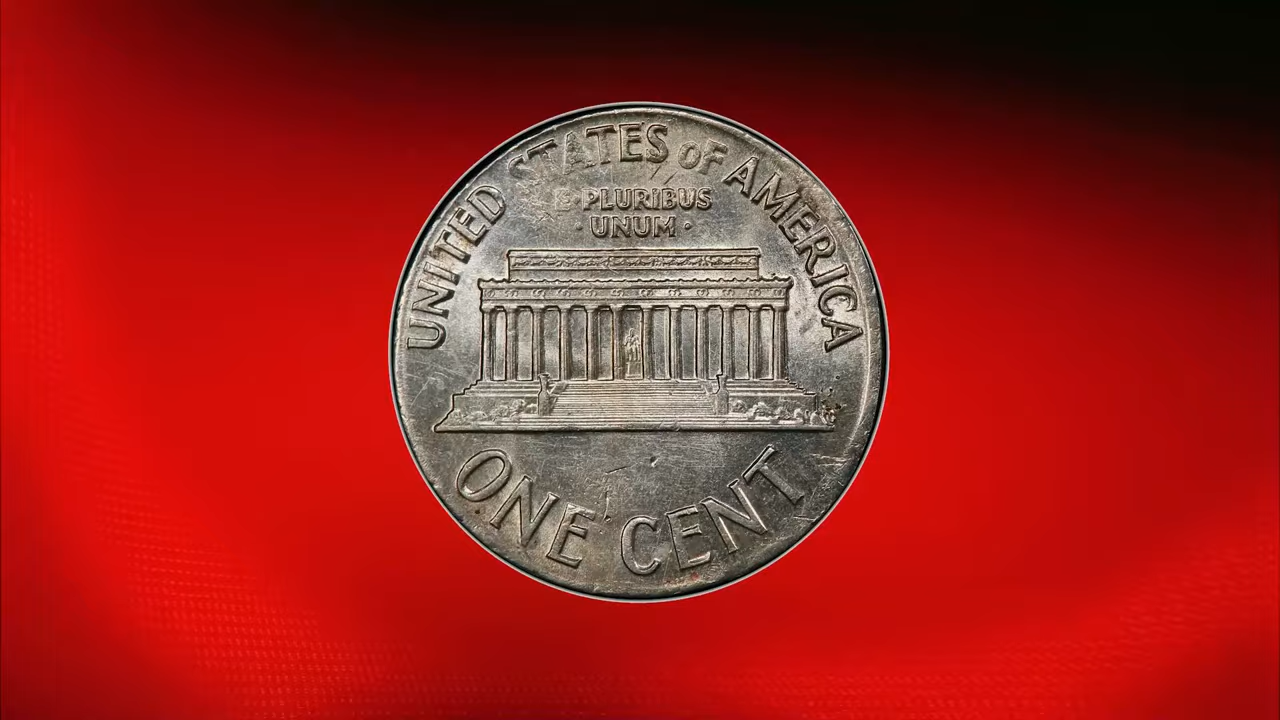 UNITED STATES OF AMERICA
E PLURIBUS
· UNUM ·
ONE CENT